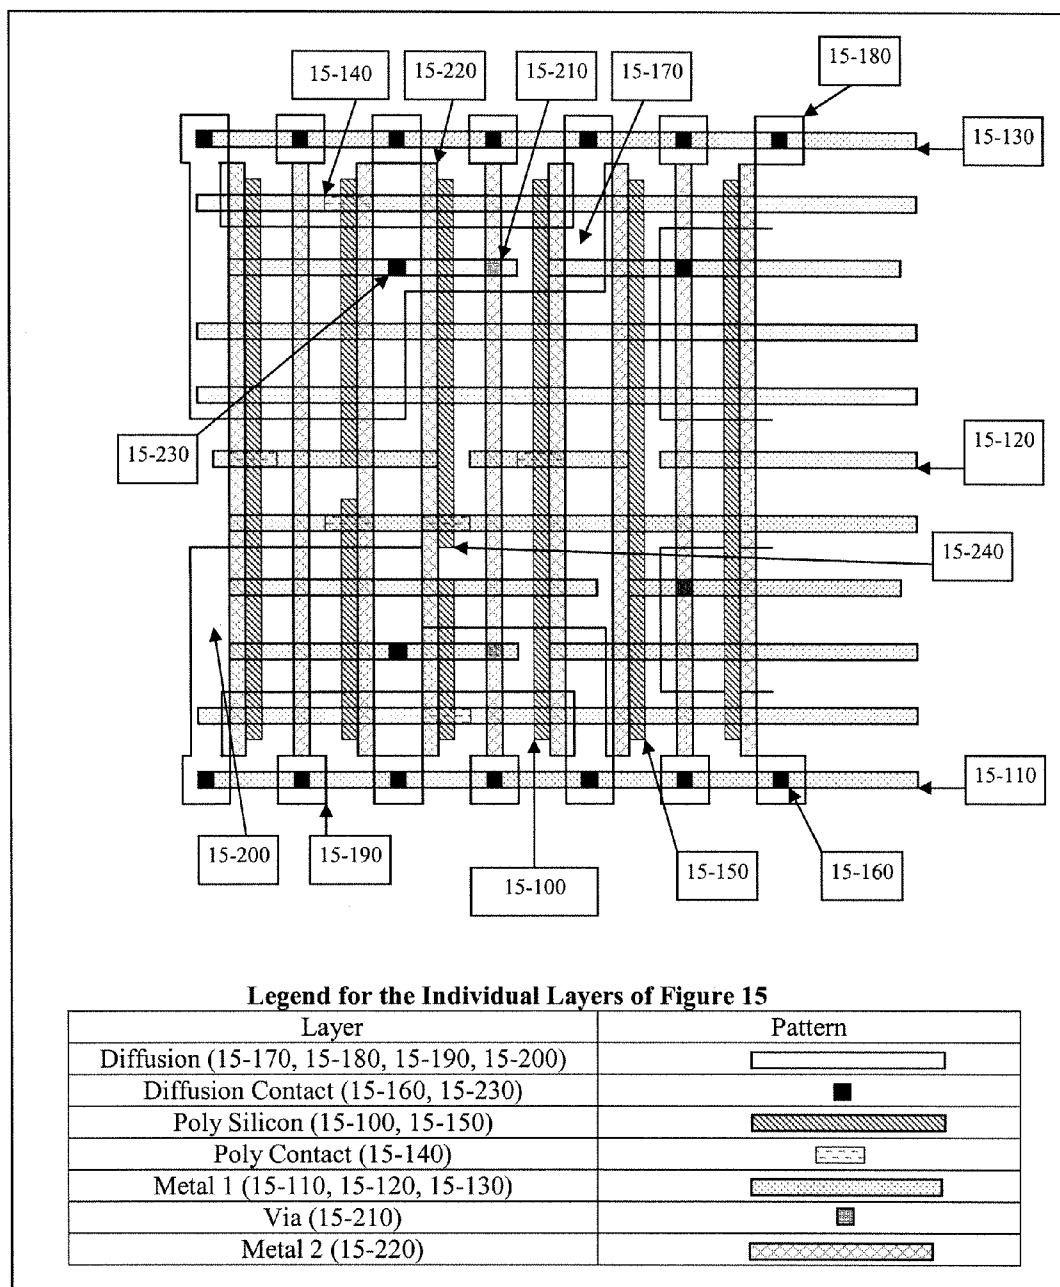 15-140
15-220
15-210
15-170
15-180
15-130
15-230
15-120
15-240
15-110
15-200
15-190
15-100
15-150
15-160
Legend for the Individual Layers of Figure 15
Layer Pattern
Diffusion (15-170, 15-180, 15-190, 15-200)
Diffusion Contact (15-160, 15-230)
Poly Silicon (15-100, 15-150)
Poly Contact (15-140)
Metal 1 (15-110, 15-120, 15-130)
Via (15-210)
Metal 2 (15-220)